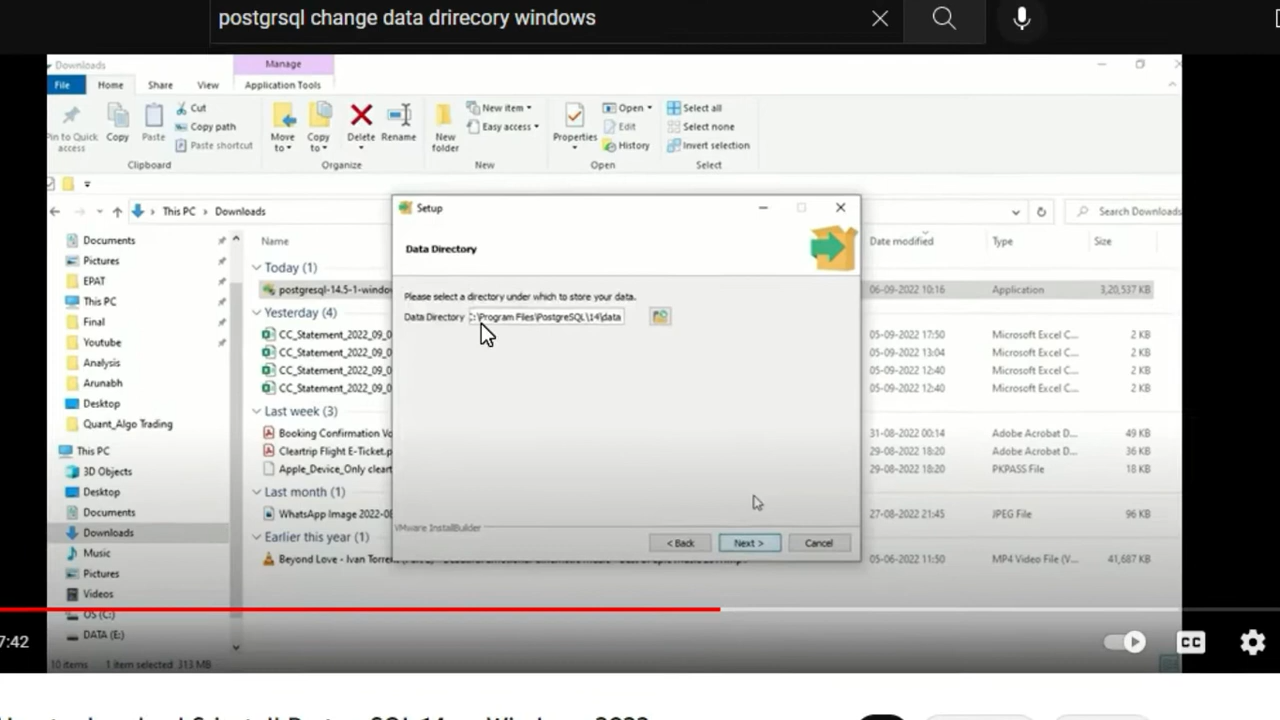 postgrsql change data drirecory windows
Downloads
Manage
File Home Share View Application Tools
Pin to Quick access
Copy
Paste
Cut
Copy path
Paste shortcut
Clipboard
Move to
Copy to
Delete
Rename
Organize
New folder
New item
Easy access
New
Properties
Open
Edit
History
Open
Select all
Select none
Invert selection
Select
This PC > Downloads
Search Downloads
Documents
Pictures
EPAT
This PC
Final
Youtube
Analysis
Arunabh
Desktop
Quant_Algo Trading
This PC
3D Objects
Desktop
Documents
Downloads
Music
Pictures
Videos
OS (C:)
DATA (E:)
Name Date modified Type Size
Today (1)
postgresql-14.5-1-windo 06-09-2022 10:16 Application 3,20,537 KB
Yesterday (4)
CC_Statement_2022_09_0 05-09-2022 17:50 Microsoft Excel C... 2 KB
CC_Statement_2022_09_0 05-09-2022 13:04 Microsoft Excel C... 2 KB
CC_Statement_2022_09_0 05-09-2022 12:40 Microsoft Excel C... 2 KB
CC_Statement_2022_09_0 05-09-2022 12:40 Microsoft Excel C... 2 KB
Last week (3)
Booking Confirmation Vo 31-08-2022 00:14 Adobe Acrobat D... 49 KB
Cleartrip Flight E-Ticket.p 29-08-2022 18:20 Adobe Acrobat D... 36 KB
Apple_Device_Only cleart 29-08-2022 18:20 PKPASS File 18 KB
Last month (1)
WhatsApp Image 2022-08 27-08-2022 21:45 JPEG File 96 KB
Earlier this year (1)
Beyond Love - Ivan Torre 05-06-2022 11:50 MP4 Video File (V... 41,687 KB
Setup
Data Directory
Please select a directory under which to store your data.
Data Directory C:\Program Files\PostgreSQL\14\data
VMware InstallBuilder
< Back Next > Cancel
10 items 1 item selected 313 MB
7:42
CC